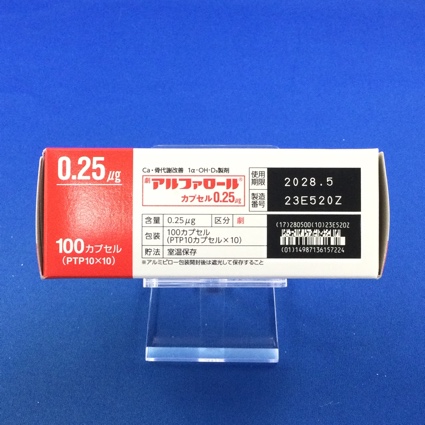 0.25μg
100カプセル
(PTP10×10)
Ca・骨代謝改善 1α-OH-D₃製剤
劇 アルファロール®
カプセル0.25μg
含量 0.25μg 区分 劇
包装 100カプセル
(PTP10カプセル×10)
貯法 室温保存
※アルミピロー包装開封後は遮光して保存すること
使用期限 2028.5
製造番号 23E520Z
(17)280500(10)23E520Z
(01)14987136157224